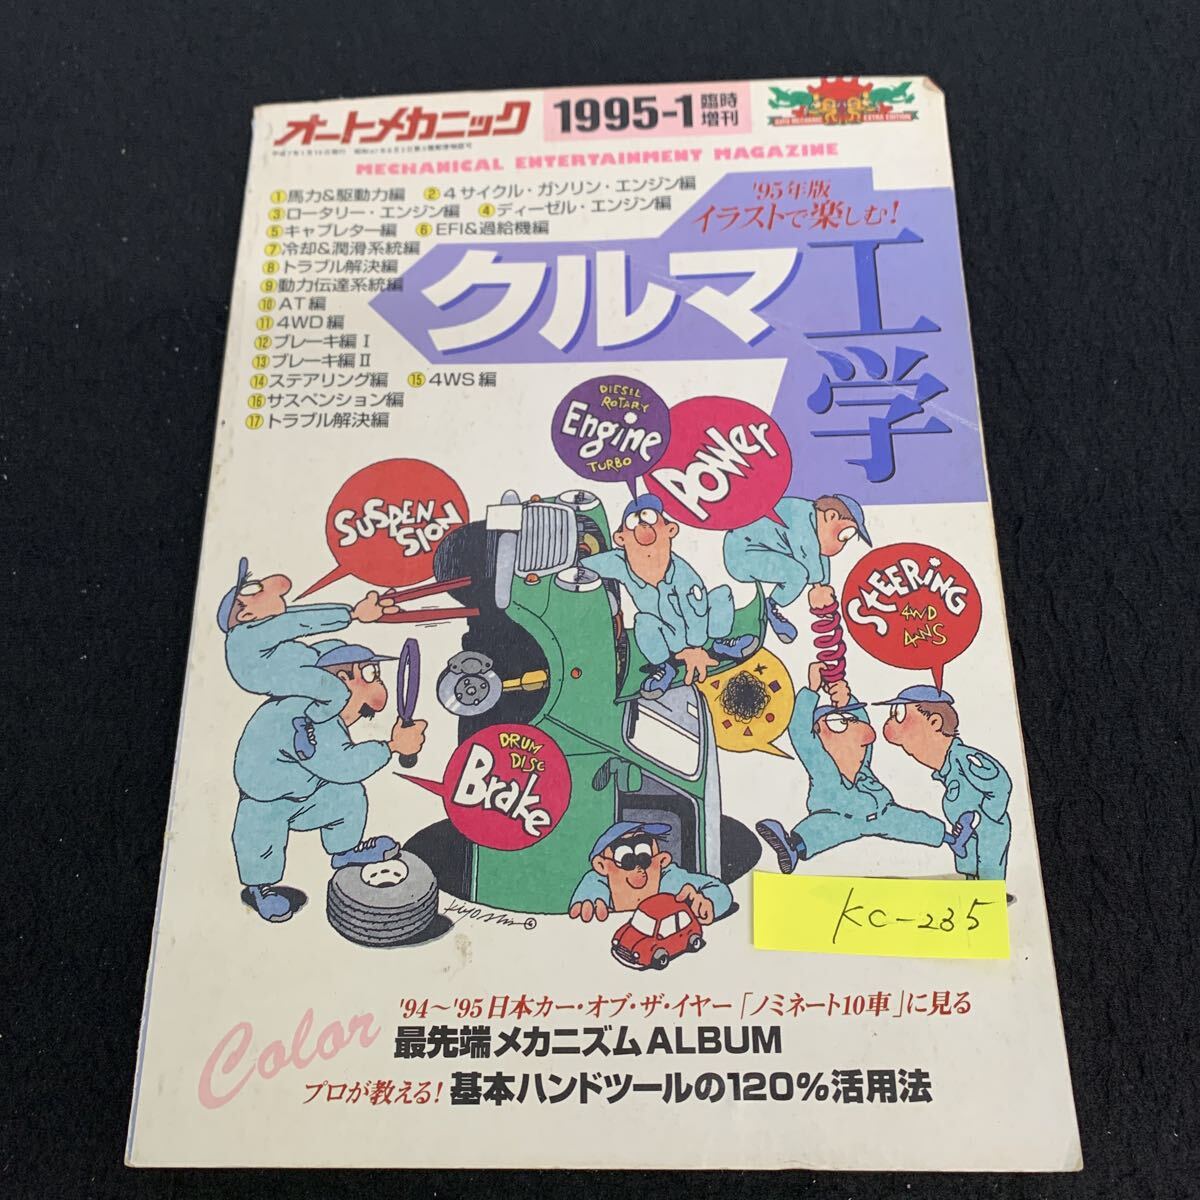 オートメカニック
1995-1 臨時増刊
AUTO MECHANIC EXTRA EDITION
MECHANICAL ENTERTAINMENT MAGAZINE
①馬力&駆動力編 ②4サイクル・ガソリン・エンジン編
③ロータリー・エンジン編 ④ディーゼル・エンジン編
⑤キャブレター編 ⑥EFI&過給機編
⑦冷却&潤滑系統編
⑧トラブル解決編
⑨動力伝達系統編
⑩AT編
⑪4WD編
⑫ブレーキ編Ⅰ
⑬ブレーキ編Ⅱ
⑭ステアリング編 ⑮4WS編
⑯サスペンション編
⑰トラブル解決編
'95年版
イラストで楽しむ!
クルマ工学
DIESEL
ROTARY
Engine
TURBO
POWER
SUSPEN
SION
STEERING
4WD
4WS
DRUM
DISC
Brake
Kiyoshi
KC-235
Color
'94〜'95日本カー・オブ・ザ・イヤー「ノミネート10車」に見る
最先端メカニズムALBUM
プロが教える!基本ハンドツールの120%活用法